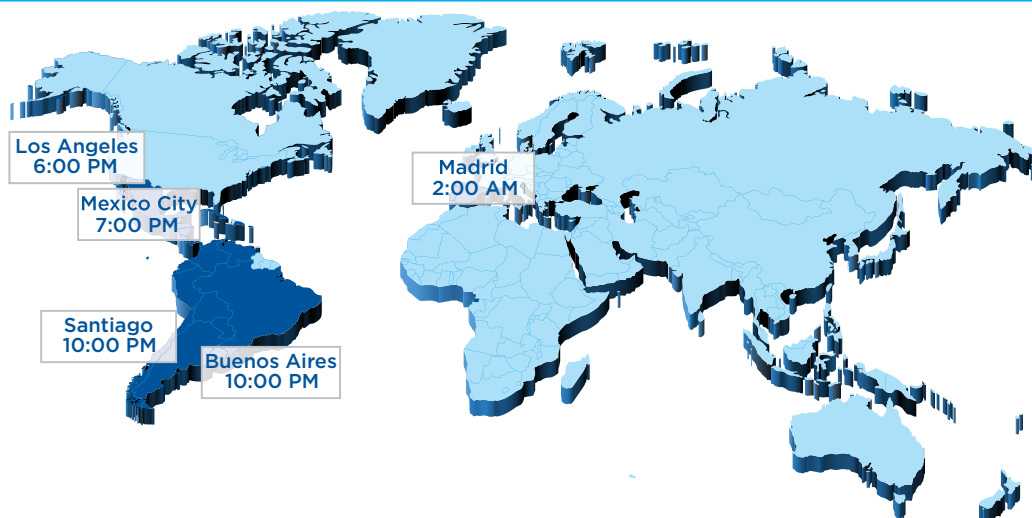 Los Angeles
6:00 PM
Madrid
2:00 AM
Mexico City
7:00 PM
Santiago
10:00 PM
Buenos Aires
10:00 PM